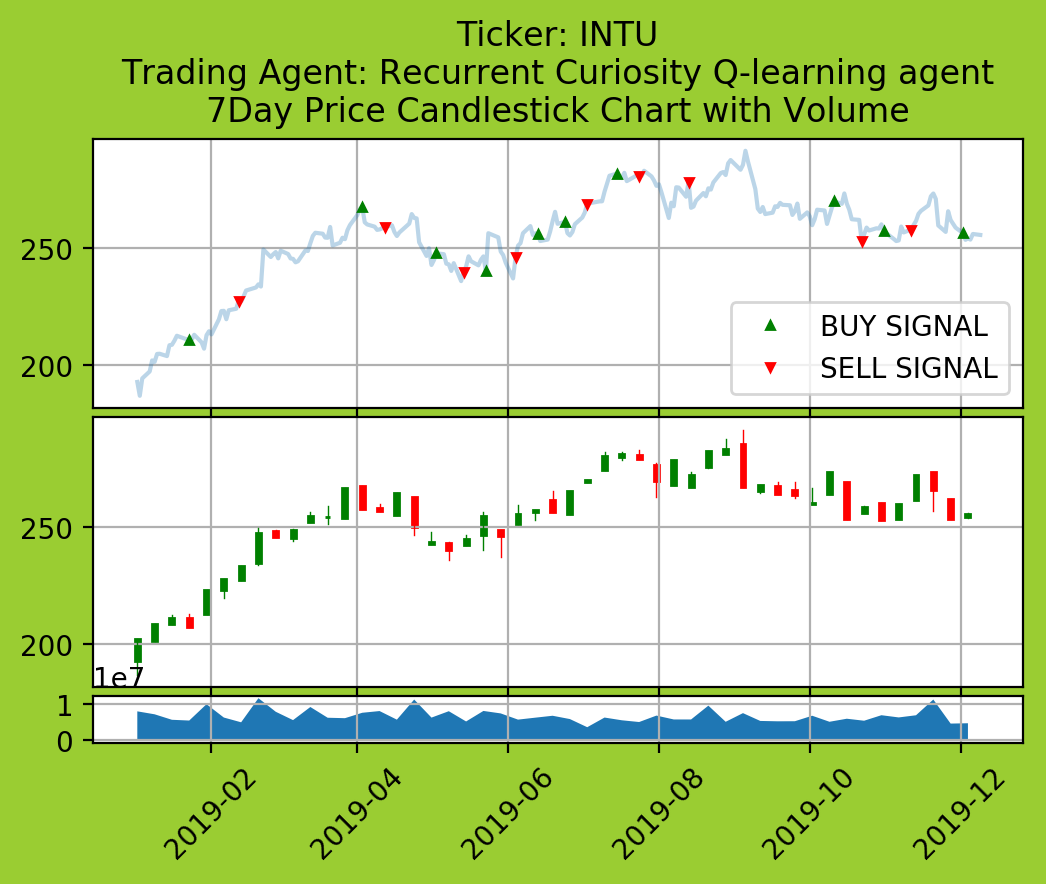 Ticker: INTU
Trading Agent: Recurrent Curiosity Q-learning agent
7Day Price Candlestick Chart with Volume
250
200
BUY SIGNAL
SELL SIGNAL
250
200
1e7
1
0
2019-02
2019-04
2019-06
2019-08
2019-10
2019-12